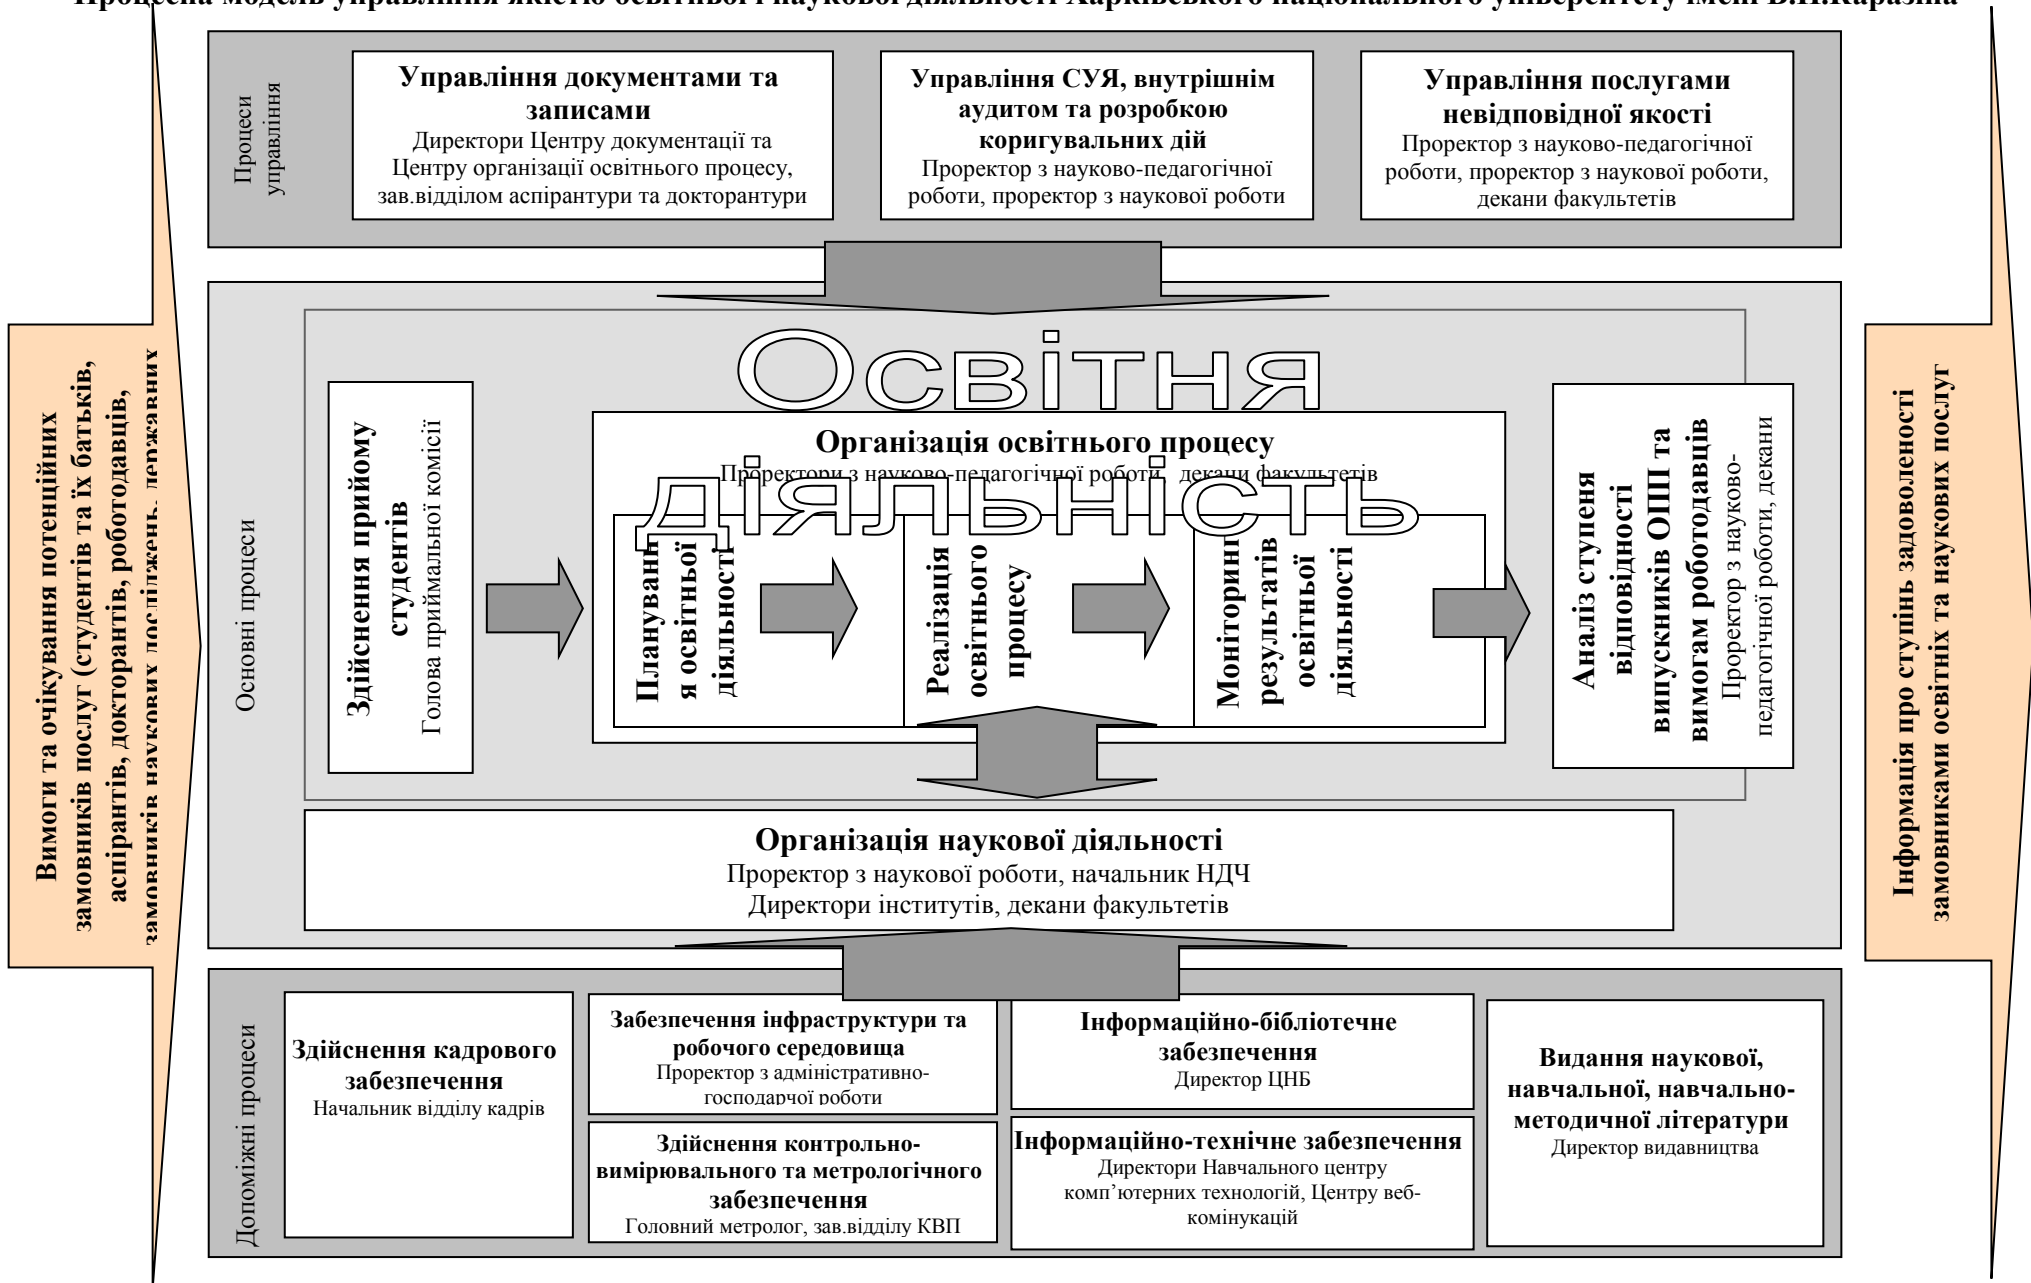 Процесна модель управління якістю освітньої і наукової діяльності Харківського національного університету імені В.Н.Каразіна
Процеси
управління
Управління документами та
записами
Директори Центру документації та
Центру організації освітнього процесу,
зав.відділом аспірантури та докторантури
Управління СУЯ, внутрішнім
аудитом та розробкою
коригувальних дій
Проректор з науково-педагогічної
роботи, проректор з наукової роботи
Управління послугами
невідповідної якості
Проректор з науково-педагогічної
роботи, проректор з наукової роботи,
декани факультетів
Вимоги та очікування потенційних
замовників послуг (студентів та їх батьків,
аспірантів, докторантів, роботодавців,
замовників наукових досліджень, державних
Основні процеси
Освітня
діяльність
Здійснення прийому
студентів
Голова приймальної комісії
Організація освітнього процесу
Проректори з науково-педагогічної роботи, декани факультетів
Плануванн
я освітньої
діяльності
Реалізація
освітнього
процесу
Моніторинг
результатів
освітньої
діяльності
Аналіз ступеня
відповідності
випускників ОПП та
вимогам роботодавців
Проректор з науково-
педагогічної роботи, декани
Організація наукової діяльності
Проректор з наукової роботи, начальник НДЧ
Директори інститутів, декани факультетів
Інформація про ступінь задоволеності
замовниками освітніх та наукових послуг
Допоміжні процеси
Здійснення кадрового
забезпечення
Начальник відділу кадрів
Забезпечення інфраструктури та
робочого середовища
Проректор з адміністративно-
господарчої роботи
Здійснення контрольно-
вимірювального та метрологічного
забезпечення
Головний метролог, зав.відділу КВП
Інформаційно-бібліотечне
забезпечення
Директор ЦНБ
Інформаційно-технічне забезпечення
Директори Навчального центру
комп’ютерних технологій, Центру веб-
комінукацій
Видання наукової,
навчальної, навчально-
методичної літератури
Директор видавництва